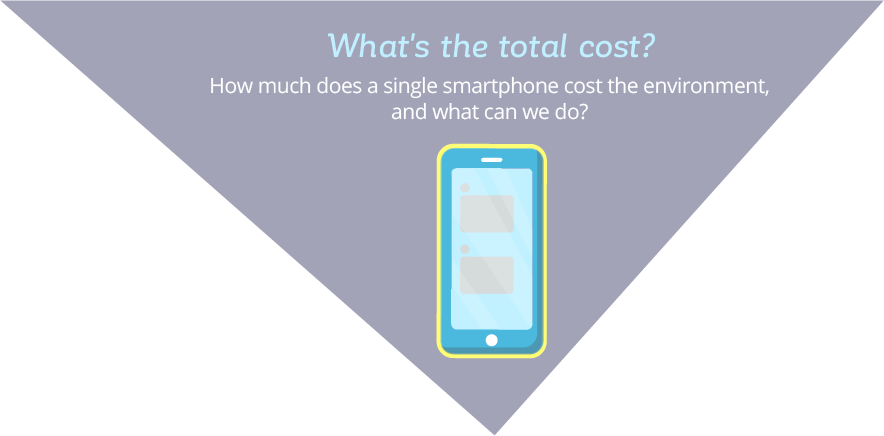 What's the total cost?
How much does a single smartphone cost the environment,
and what can we do?